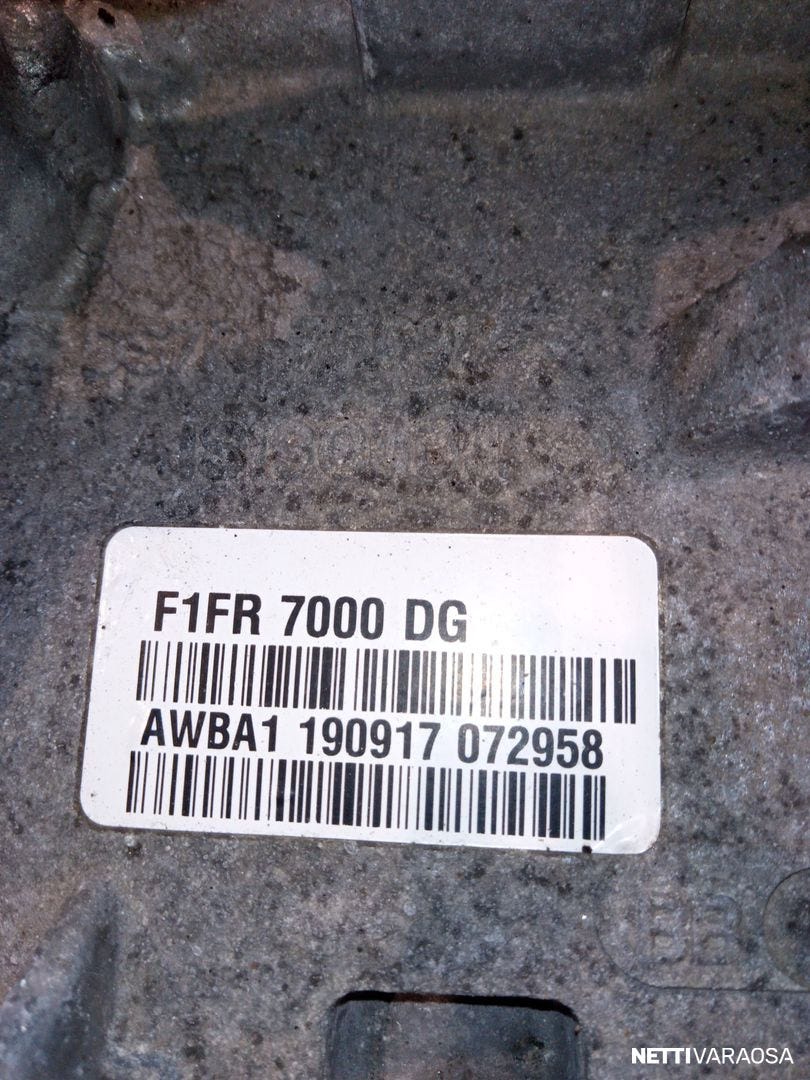 F1FR 7000 DG
AWBA1 190917 072958
NETTIVARAOSA